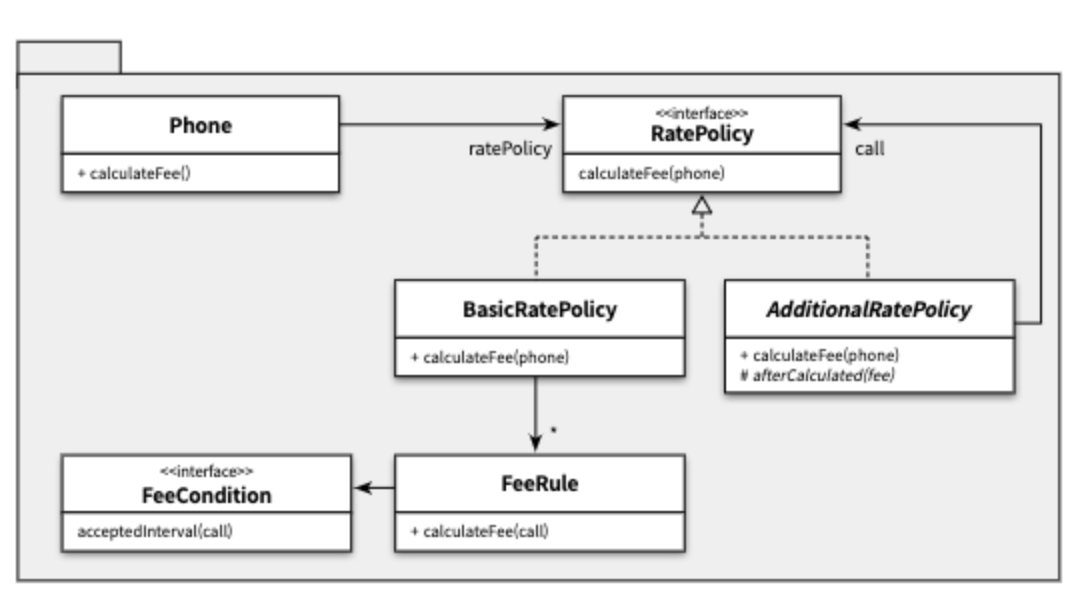 Phone
+ calculateFee()
ratePolicy
<<interface>>
RatePolicy
calculateFee(phone)
call
BasicRatePolicy
+ calculateFee(phone)
AdditionalRatePolicy
+ calculateFee(phone)
# afterCalculated(fee)
*
<<interface>>
FeeCondition
acceptedInterval(call)
FeeRule
+ calculateFee(call)